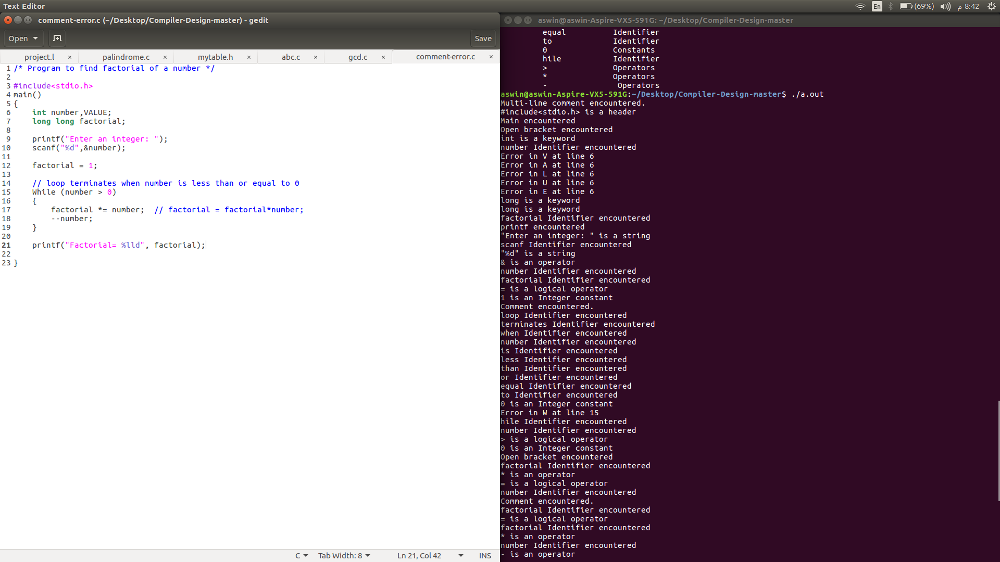 Text Editor
En
(69%)
م 8:42
comment-error.c (~/Desktop/Compiler-Design-master) - gedit
Open
Save
project.l × palindrome.c × mytable.h × abc.c × gcd.c × comment-error.c ×
1 /* Program to find factorial of a number */
2
3 #include<stdio.h>
4 main()
5 {
6     int number,VALUE;
7     long long factorial;
8
9     printf("Enter an integer: ");
10     scanf("%d",&number);
11
12     factorial = 1;
13
14     // loop terminates when number is less than or equal to 0
15     While (number > 0)
16     {
17         factorial *= number;  // factorial = factorial*number;
18         --number;
19     }
20
21     printf("Factorial= %lld", factorial);
22
23 }
C Tab Width: 8 Ln 21, Col 42 INS
aswin@aswin-Aspire-VX5-591G: ~/Desktop/Compiler-Design-master
equal Identifier
to Identifier
0 Constants
hile Identifier
> Operators
* Operators
- Operators
aswin@aswin-Aspire-VX5-591G:~/Desktop/Compiler-Design-master$ ./a.out
Multi-line comment encountered.
#include<stdio.h> is a header
Main encountered
Open bracket encountered
int is a keyword
number Identifier encountered
Error in V at line 6
Error in A at line 6
Error in L at line 6
Error in U at line 6
Error in E at line 6
long is a keyword
long is a keyword
factorial Identifier encountered
printf encountered
"Enter an integer: " is a string
scanf Identifier encountered
"%d" is a string
& is an operator
number Identifier encountered
factorial Identifier encountered
= is a logical operator
1 is an Integer constant
Comment encountered.
loop Identifier encountered
terminates Identifier encountered
when Identifier encountered
number Identifier encountered
is Identifier encountered
less Identifier encountered
than Identifier encountered
or Identifier encountered
equal Identifier encountered
to Identifier encountered
0 is an Integer constant
Error in W at line 15
hile Identifier encountered
number Identifier encountered
> is a logical operator
0 is an Integer constant
Open bracket encountered
factorial Identifier encountered
* is an operator
= is a logical operator
number Identifier encountered
Comment encountered.
factorial Identifier encountered
= is a logical operator
factorial Identifier encountered
* is an operator
number Identifier encountered
- is an operator